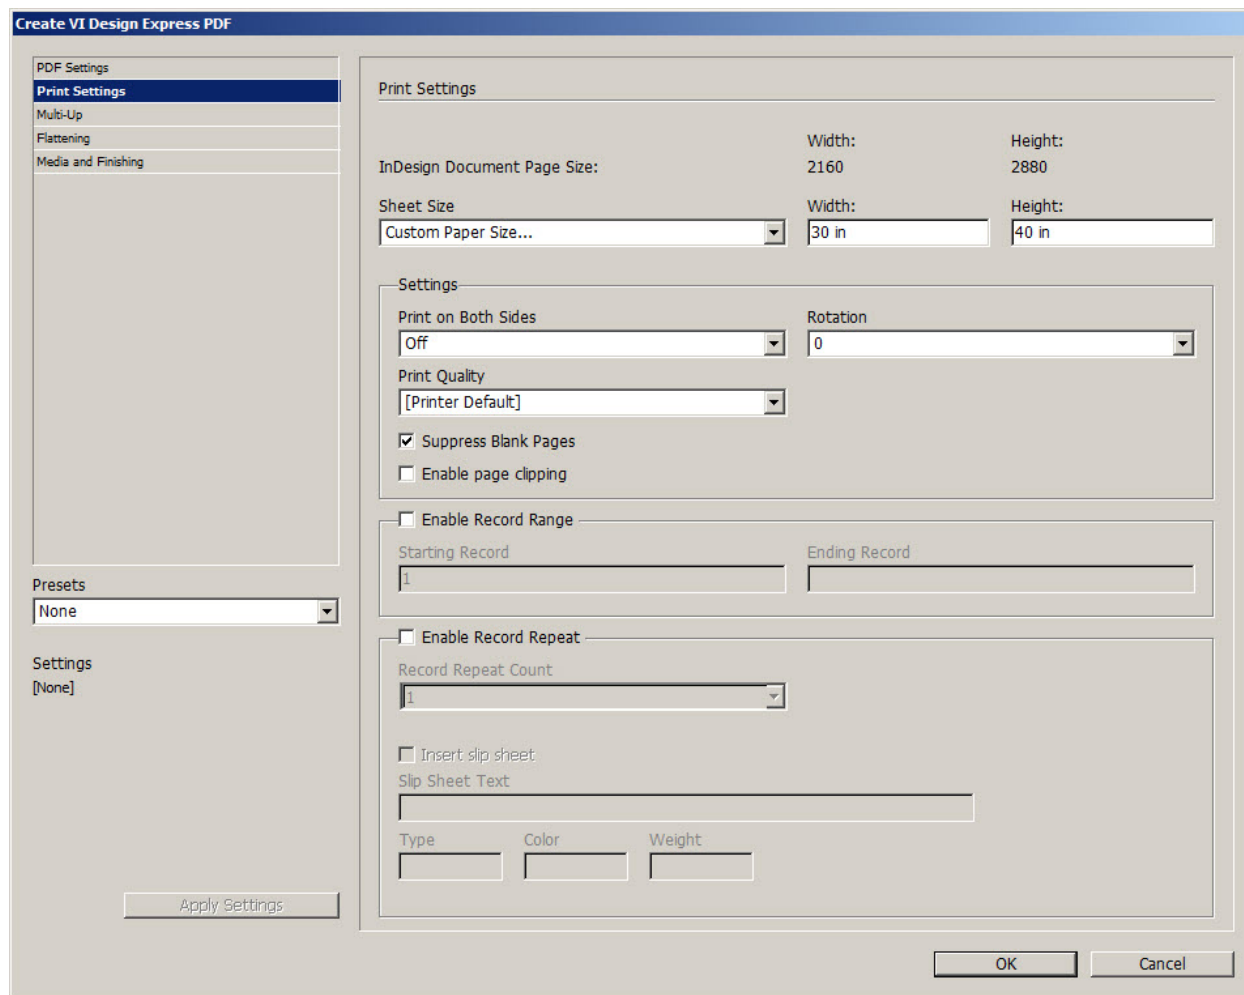 Create VI Design Express PDF
PDF Settings
Print Settings
Multi-Up
Flattening
Media and Finishing
Presets
None
Settings
[None]
Apply Settings
Print Settings
Width: Height:
InDesign Document Page Size: 2160 2880
Sheet Size Width: Height:
Custom Paper Size... 30 in 40 in
Settings
Print on Both Sides Rotation
Off 0
Print Quality
[Printer Default]
Suppress Blank Pages
Enable page clipping
Enable Record Range
Starting Record Ending Record
1
Enable Record Repeat
Record Repeat Count
1
Insert slip sheet
Slip Sheet Text
Type Color Weight
OK Cancel